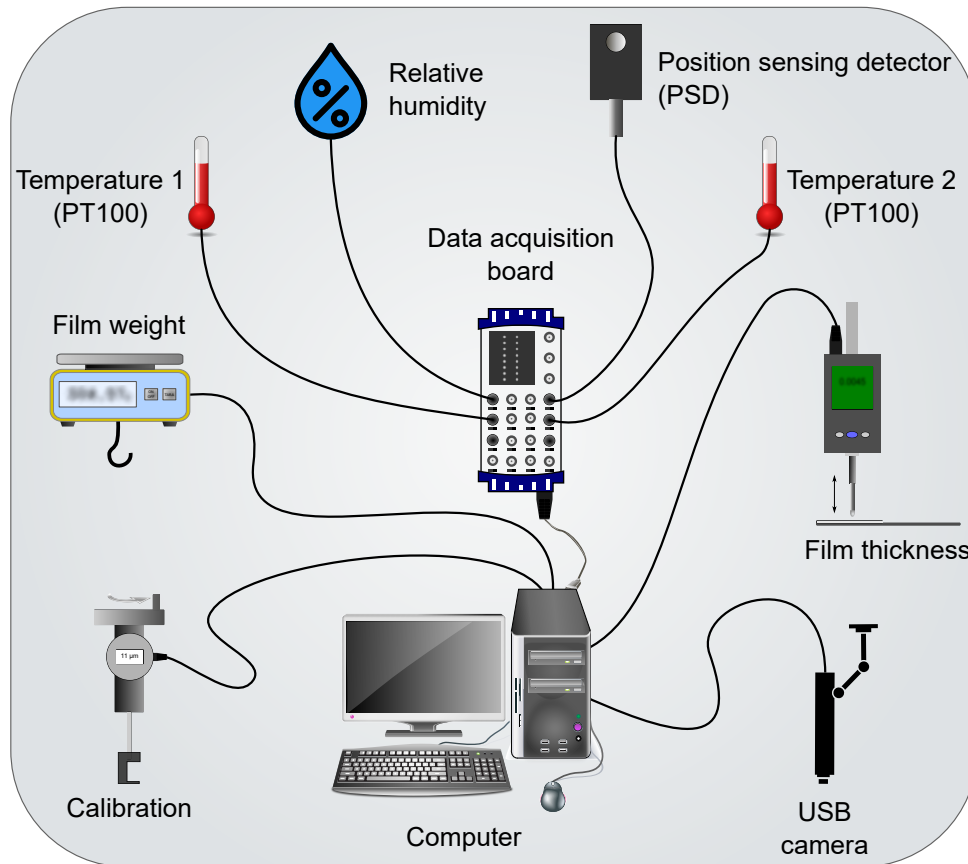 Relative
humidity
Position sensing detector
(PSD)
Temperature 1
(PT100)
Temperature 2
(PT100)
Data acquisition
board
Film weight
Film thickness
11 µm
Calibration
Computer
USB
camera